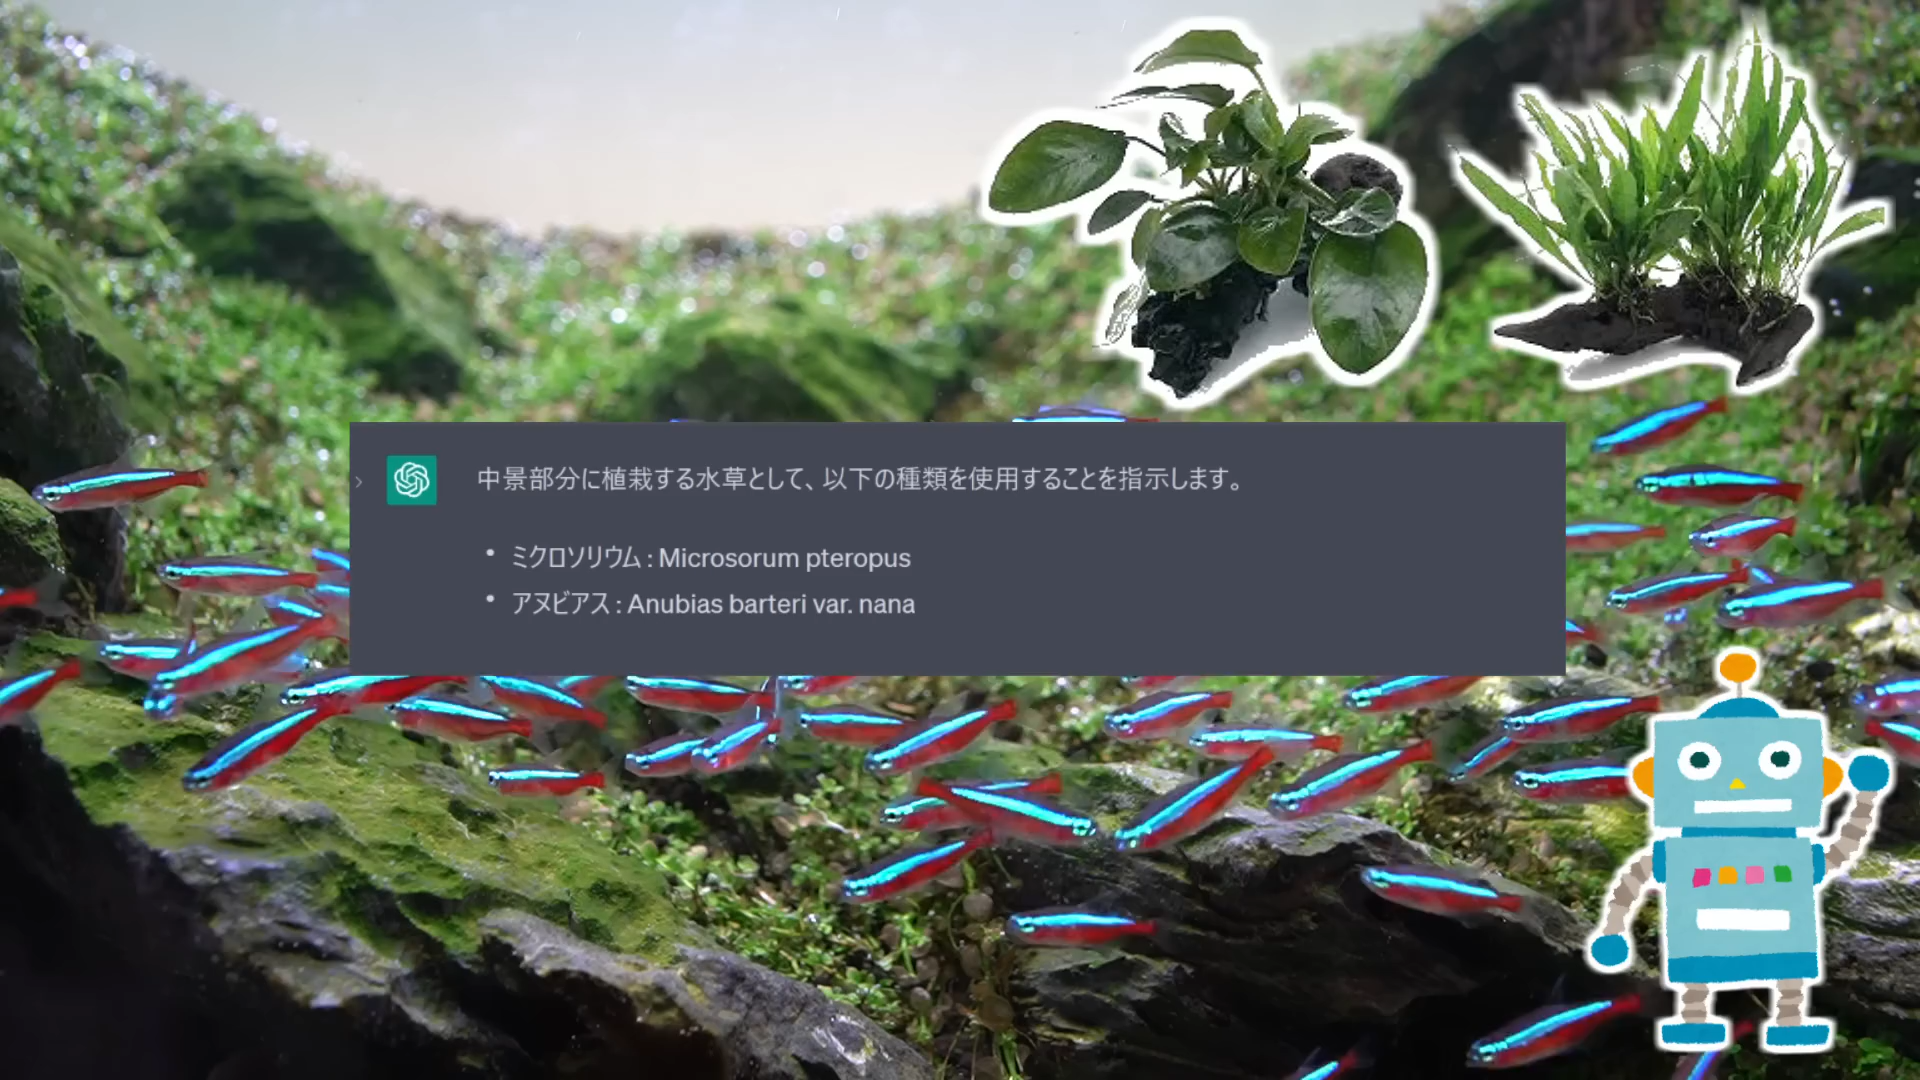 中景部分に植栽する水草として、以下の種類を使用することを指示します。
• ミクロソリウム : Microsorum pteropus
• アヌビアス : Anubias barteri var. nana